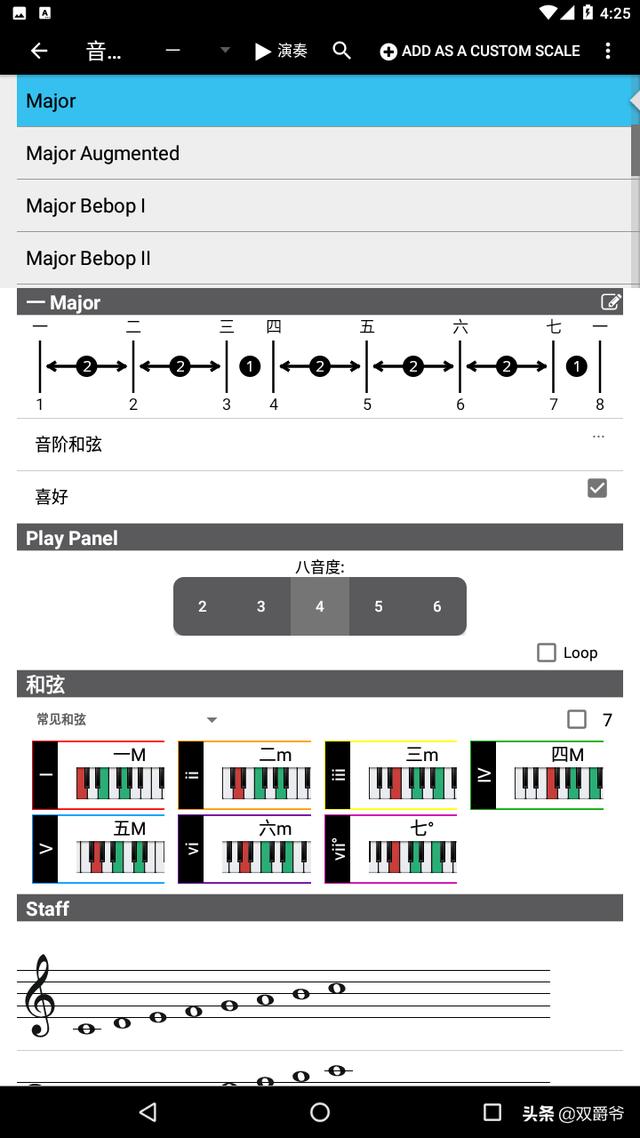 A 4:25
音... 一 演奏 ADD AS A CUSTOM SCALE
Major
Major Augmented
Major Bebop I
Major Bebop II
一 Major
一 二 三 四 五 六 七 一
2 2 1 2 2 2 1
1 2 3 4 5 6 7 8
音阶和弦 ...
喜好
Play Panel
八音度:
2 3 4 5 6
Loop
和弦
常见和弦 7
I 一M ii 二m iii 三m IV 四M
V 五M vi 六m vii° 七°
Staff
头条 @双爵爷